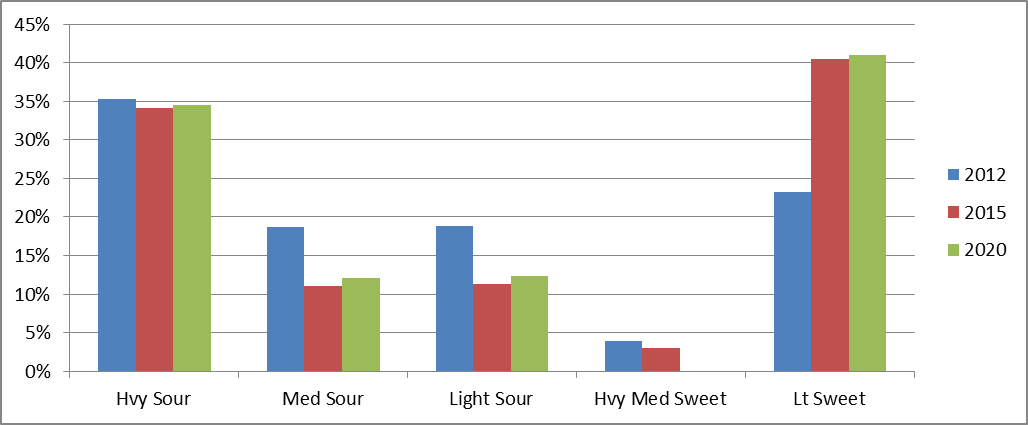 45%
40%
35%
30%
25%
20%
15%
10%
5%
0%
Hvy Sour
Med Sour
Light Sour
Hvy Med Sweet
Lt Sweet
2012
2015
2020